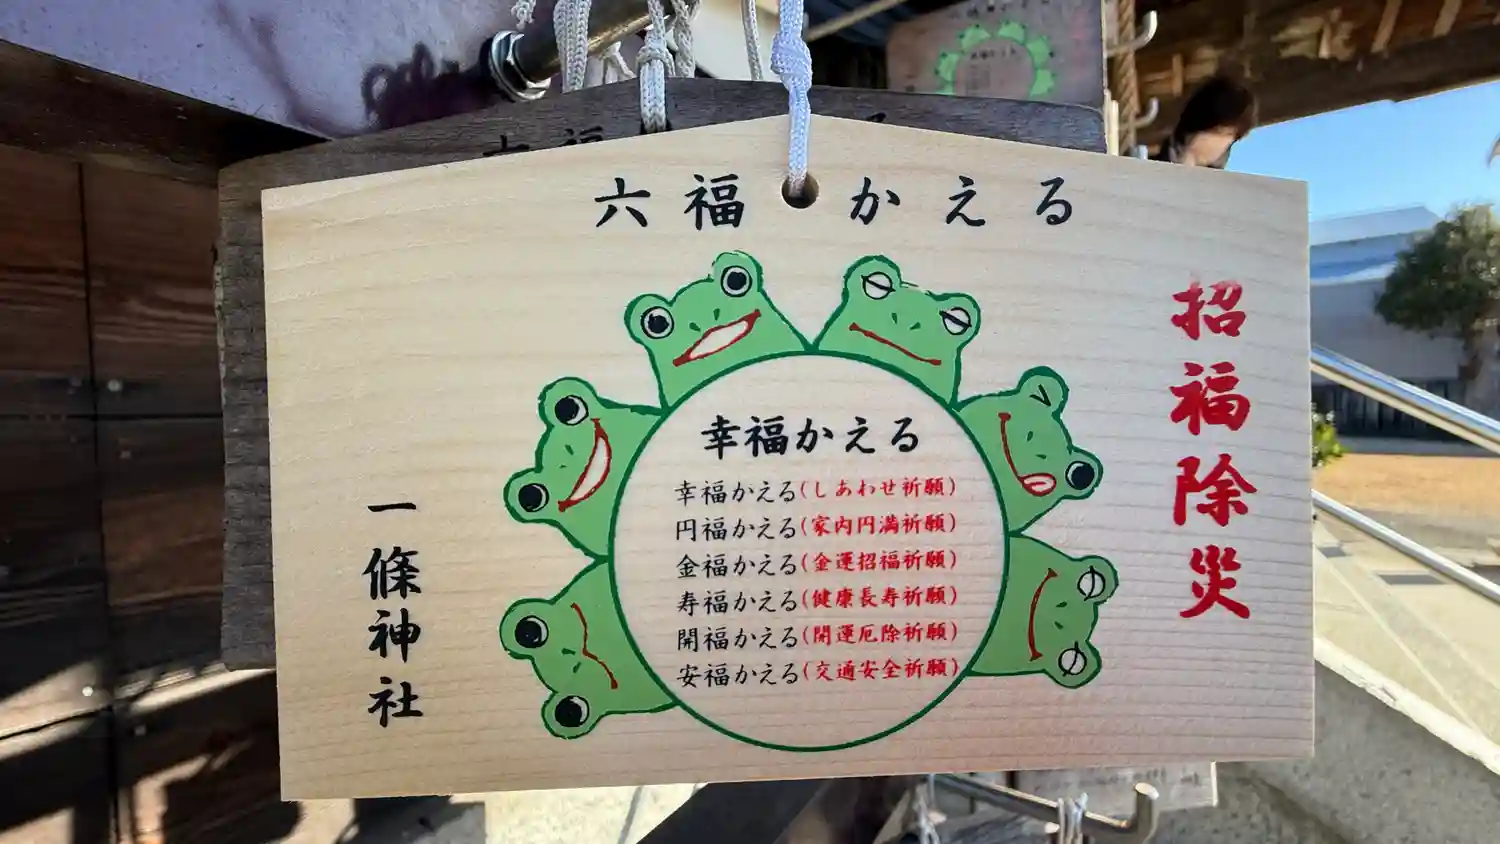 六福かえる
招福除災
幸福かえる
幸福かえる(しあわせ祈願)
円福かえる(家内円満祈願)
金福かえる(金運招福祈願)
寿福かえる(健康長寿祈願)
開福かえる(開運厄除祈願)
安福かえる(交通安全祈願)
一條神社